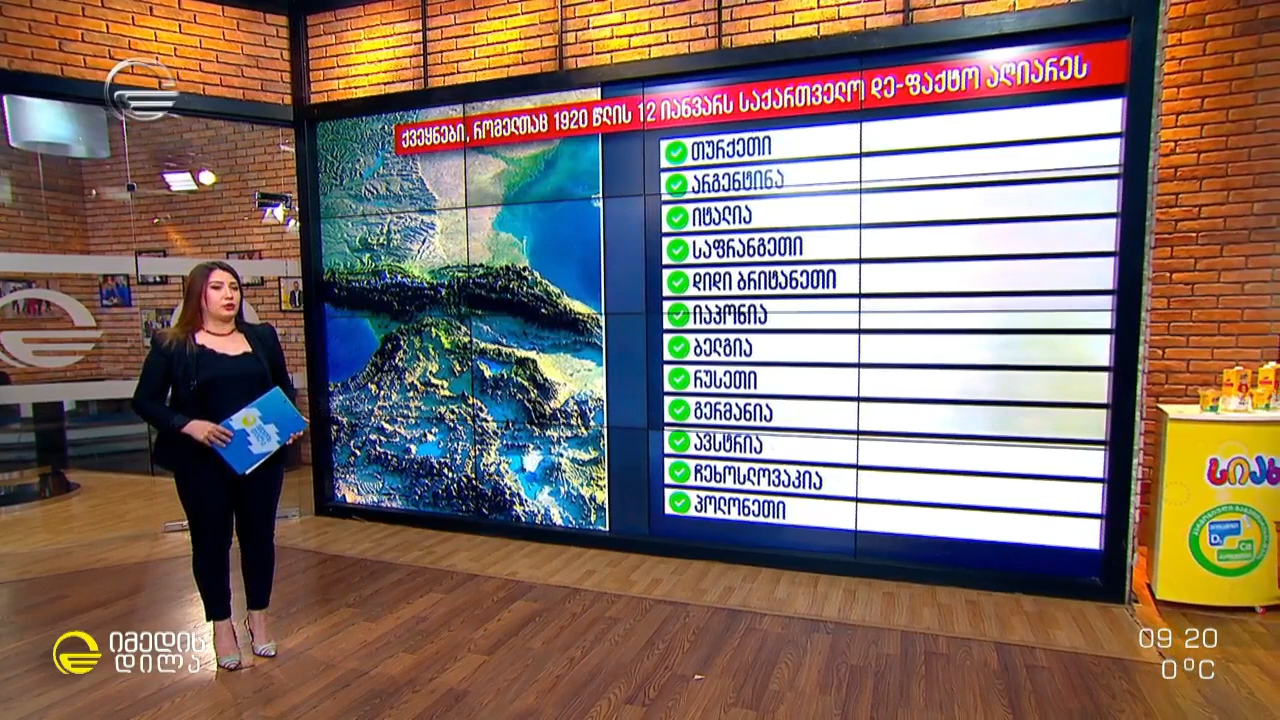 ქვეყნები, რომელთაც 1920 წლის 12 იანვარს საქართველო დე-ფაქტო აღიარეს
თურქეთი
არგენტინა
იტალია
საფრანგეთი
დიდი ბრიტანეთი
იაპონია
ბელგია
რუსეთი
გერმანია
ავსტრია
ჩეხოსლოვაკია
პოლონეთი
იმედის
დილა
09 20
0°C